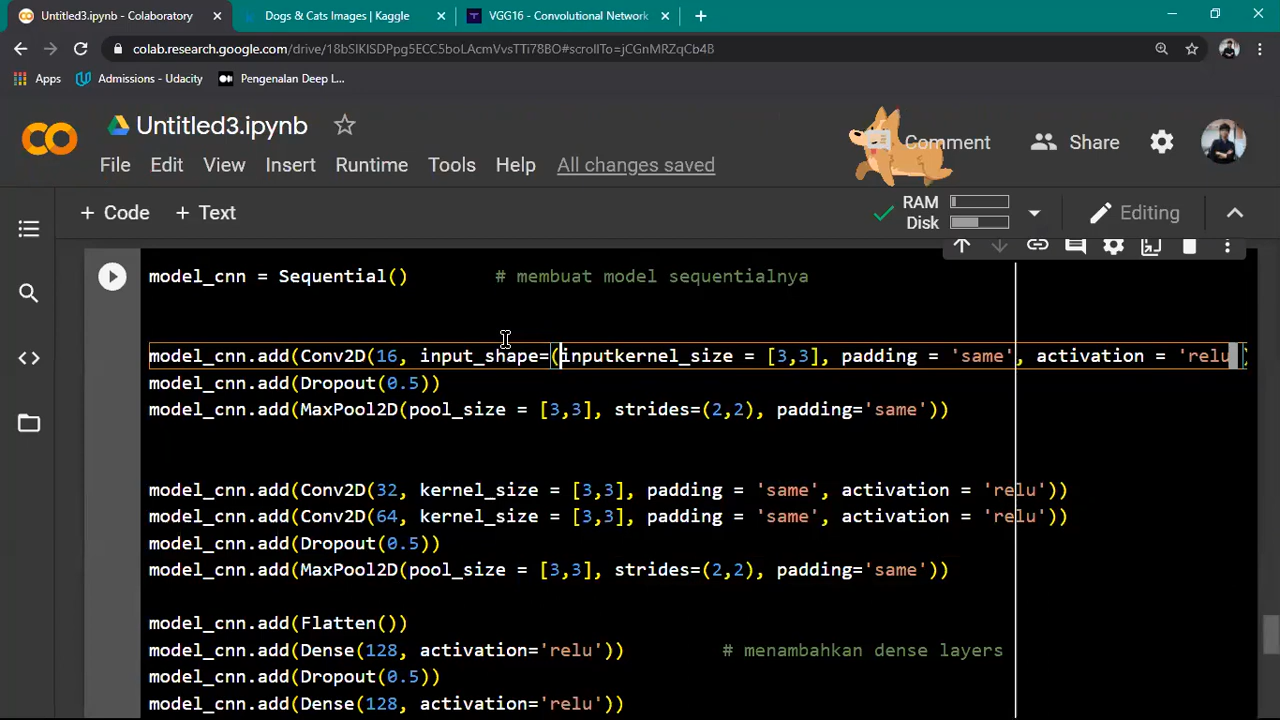 Untitled3.ipynb - Colaboratory
Dogs & Cats Images | Kaggle
VGG16 - Convolutional Network
colab.research.google.com/drive/18bSIKISDPpg5ECC5boLAcmVvsTTi78BO#scrollTo=jCGnMRZqCb4B
Apps
Admissions - Udacity
Pengenalan Deep L...
Untitled3.ipynb
Comment
Share
File Edit View Insert Runtime Tools Help All changes saved
+ Code + Text
RAM
Disk
Editing
model_cnn = Sequential() # membuat model sequentialnya
model_cnn.add(Conv2D(16, input_shape=(inputkernel_size = [3,3], padding = 'same', activation = 'relu
model_cnn.add(Dropout(0.5))
model_cnn.add(MaxPool2D(pool_size = [3,3], strides=(2,2), padding='same'))
model_cnn.add(Conv2D(32, kernel_size = [3,3], padding = 'same', activation = 'relu'))
model_cnn.add(Conv2D(64, kernel_size = [3,3], padding = 'same', activation = 'relu'))
model_cnn.add(Dropout(0.5))
model_cnn.add(MaxPool2D(pool_size = [3,3], strides=(2,2), padding='same'))
model_cnn.add(Flatten())
model_cnn.add(Dense(128, activation='relu')) # menambahkan dense layers
model_cnn.add(Dropout(0.5))
model_cnn.add(Dense(128, activation='relu'))